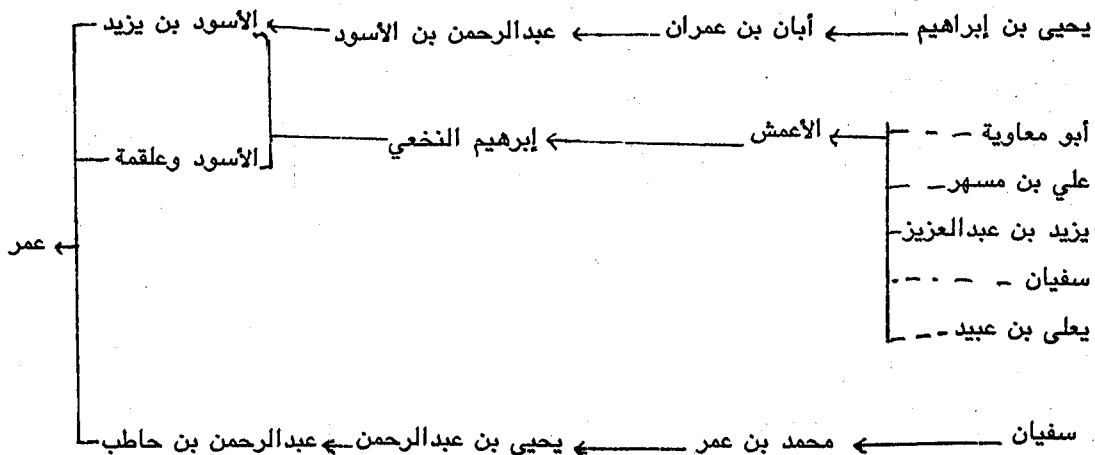 يحيى بن إبراهيم أبان بن عمران عبدالرحمن بن الأسود الأسود بن يزيد
أبو معاوية
الأعمش إبرهيم النخعي
الأسود وعلقمة
علي بن مسهر
يزيد بن عبدالعزيز
عمر
سفيان
يعلى بن عبيد
سفيان محمد بن عمر يحيى بن عبدالرحمن عبدالرحمن بن حاطب